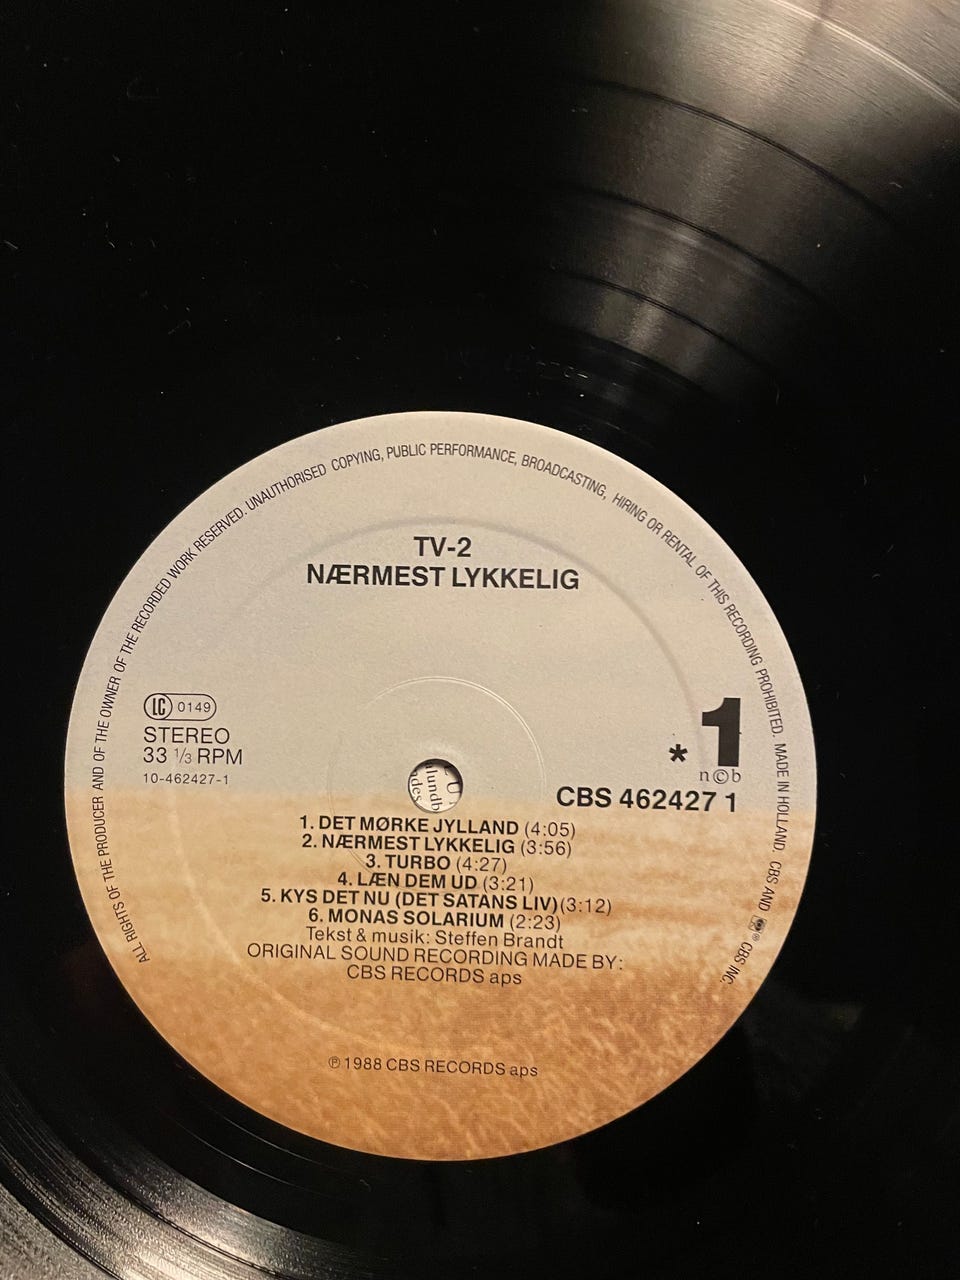 ALL RIGHTS OF THE PRODUCER AND OF THE OWNER OF THE RECORDED WORK RESERVED. UNAUTHORISED COPYING, PUBLIC PERFORMANCE, BROADCASTING, HIRING OR RENTAL OF THIS RECORDING PROHIBITED. MADE IN HOLLAND. CBS AND ® CBS INC.
TV-2
NÆRMEST LYKKELIG
LC 0149
STEREO
33 1/3 RPM
10-462427-1
* 1
n©b
CBS 462427 1
1. DET MØRKE JYLLAND (4:05)
2. NÆRMEST LYKKELIG (3:56)
3. TURBO (4:27)
4. LÆN DEM UD (3:21)
5. KYS DET NU (DET SATANS LIV) (3:12)
6. MONAS SOLARIUM (2:23)
Tekst & musik: Steffen Brandt
ORIGINAL SOUND RECORDING MADE BY:
CBS RECORDS aps
℗ 1988 CBS RECORDS aps